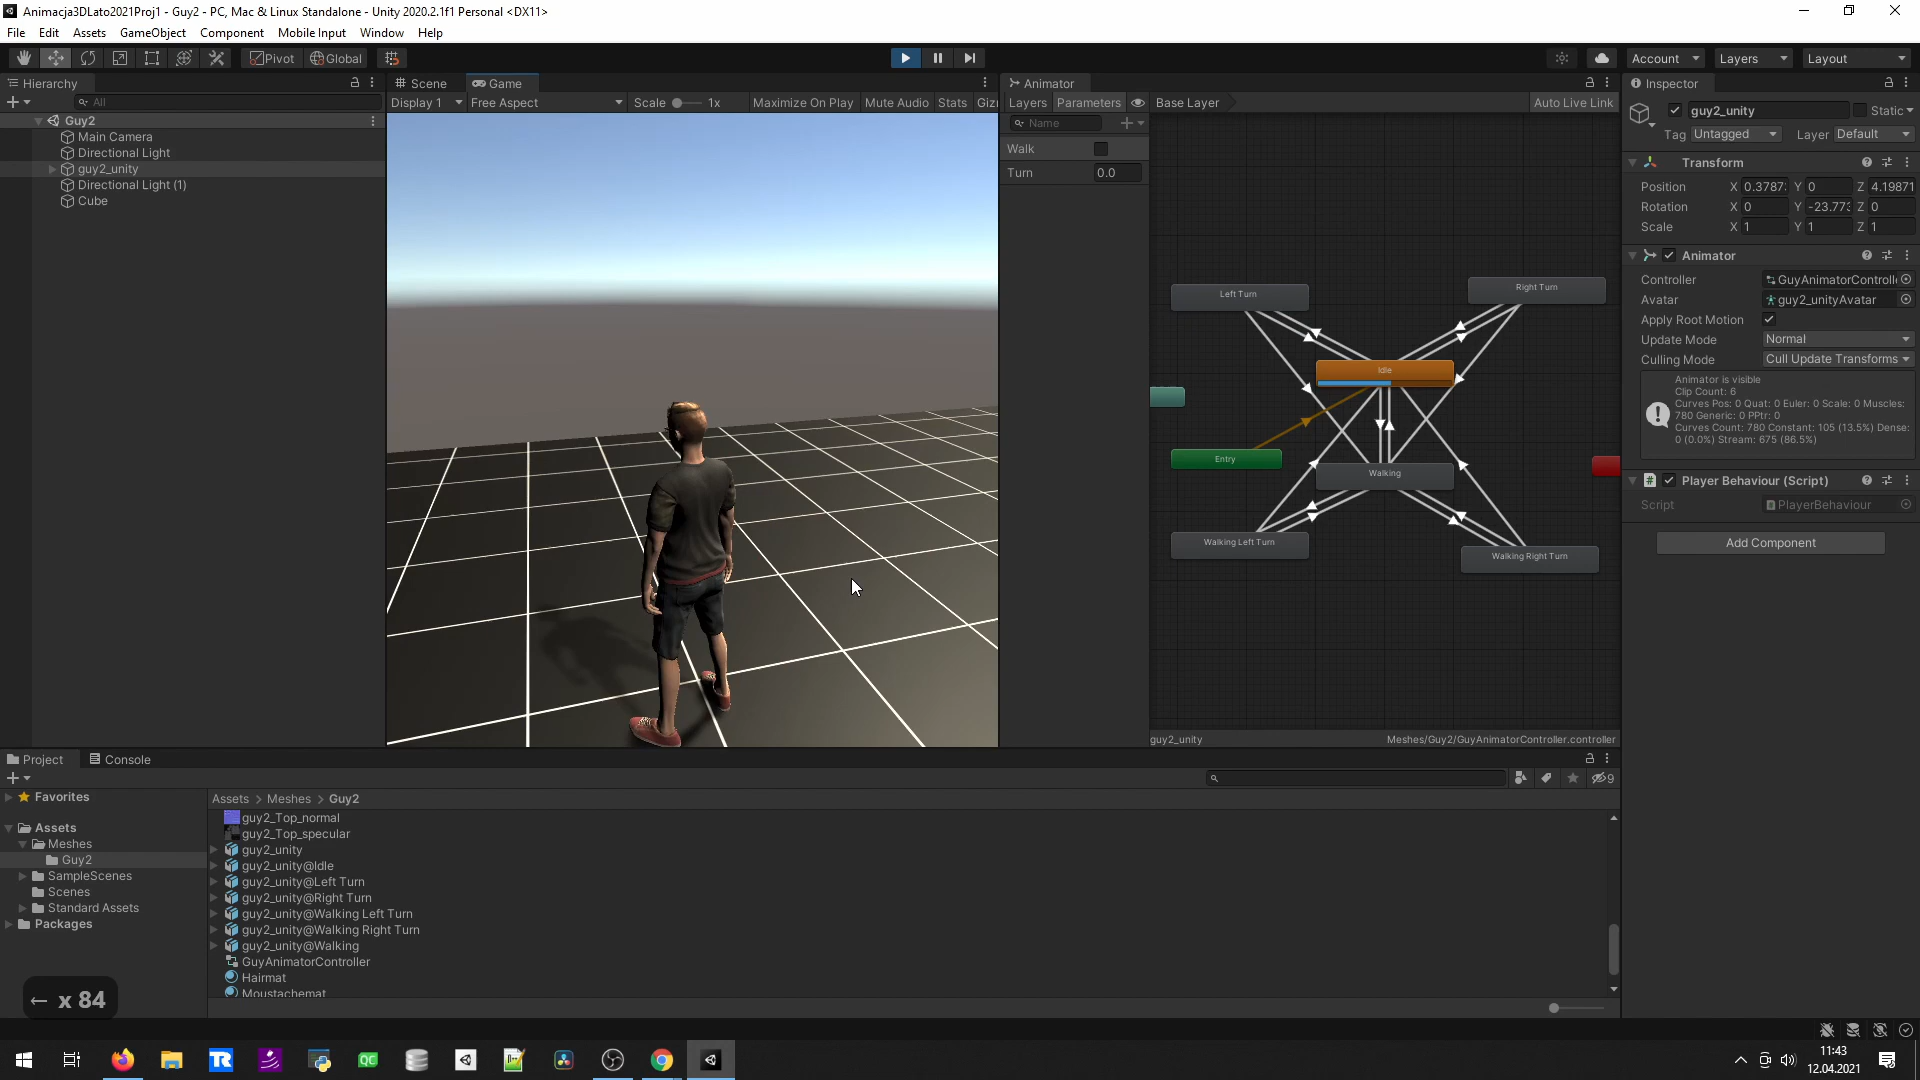 Animacja3DLato2021Proj1 - Guy2 - PC, Mac & Linux Standalone - Unity 2020.2.1f1 Personal <DX11>
File Edit Assets GameObject Component Mobile Input Window Help
Pivot Global Account Layers Layout
Hierarchy
All
Guy2
Main Camera
Directional Light
guy2_unity
Directional Light (1)
Cube
Scene Game
Display 1 Free Aspect Scale 1x Maximize On Play Mute Audio Stats
Animator
Layers Parameters Base Layer Auto Live Link
Name
Walk
Turn 0.0
Left Turn
Right Turn
Idle
Entry
Walking
Walking Left Turn
Walking Right Turn
guy2_unity Meshes/Guy2/GuyAnimatorController.controller
Inspector
guy2_unity Static
Tag Untagged Layer Default
Transform
Position X 0.3787 Y 0 Z 4.19871
Rotation X 0 Y -23.773 Z 0
Scale X 1 Y 1 Z 1
Animator
Controller GuyAnimatorControll
Avatar guy2_unityAvatar
Apply Root Motion
Update Mode Normal
Culling Mode Cull Update Transforms
Animator is visible
Clip Count: 6
Curves Pos: 0 Quat: 0 Euler: 0 Scale: 0 Muscles:
780 Generic: 0 PPtr: 0
Curves Count: 780 Constant: 105 (13.5%) Dense:
0 (0.0%) Stream: 675 (86.5%)
Player Behaviour (Script)
Script PlayerBehaviour
Add Component
Project Console
9
Favorites
Assets
Meshes
Guy2
SampleScenes
Scenes
Standard Assets
Packages
Assets > Meshes > Guy2
guy2_Top_normal
guy2_Top_specular
guy2_unity
guy2_unity@Idle
guy2_unity@Left Turn
guy2_unity@Right Turn
guy2_unity@Walking Left Turn
guy2_unity@Walking Right Turn
guy2_unity@Walking
GuyAnimatorController
Hairmat
Moustachemat
← x 84
TR
QC
11:43
12.04.2021